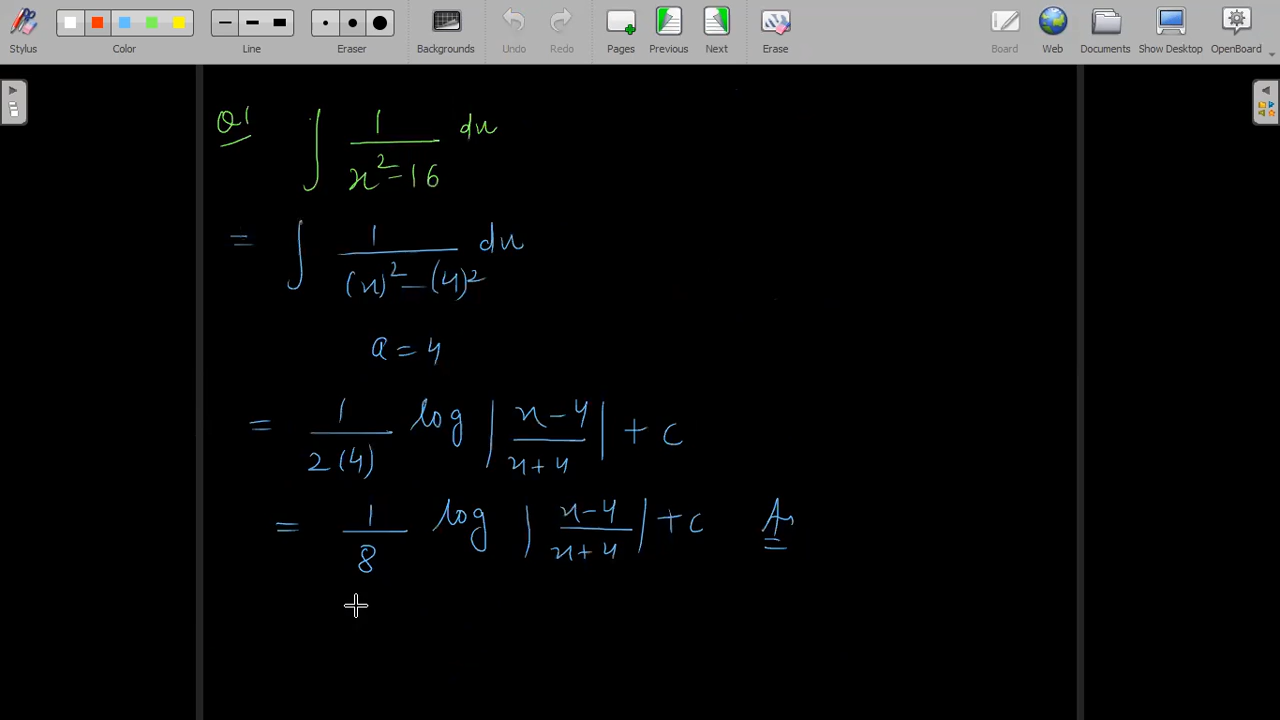 Stylus Color Line Eraser Backgrounds Undo Redo Pages Previous Next Erase Board Web Documents Show Desktop OpenBoard
Q1 ∫ 1/(x²-16) dx
= ∫ 1/((x)² - (4)²) dx
a = 4
= 1/(2(4)) log |(x-4)/(x+4)| + c
= 1/8 log |(x-4)/(x+4)| + c